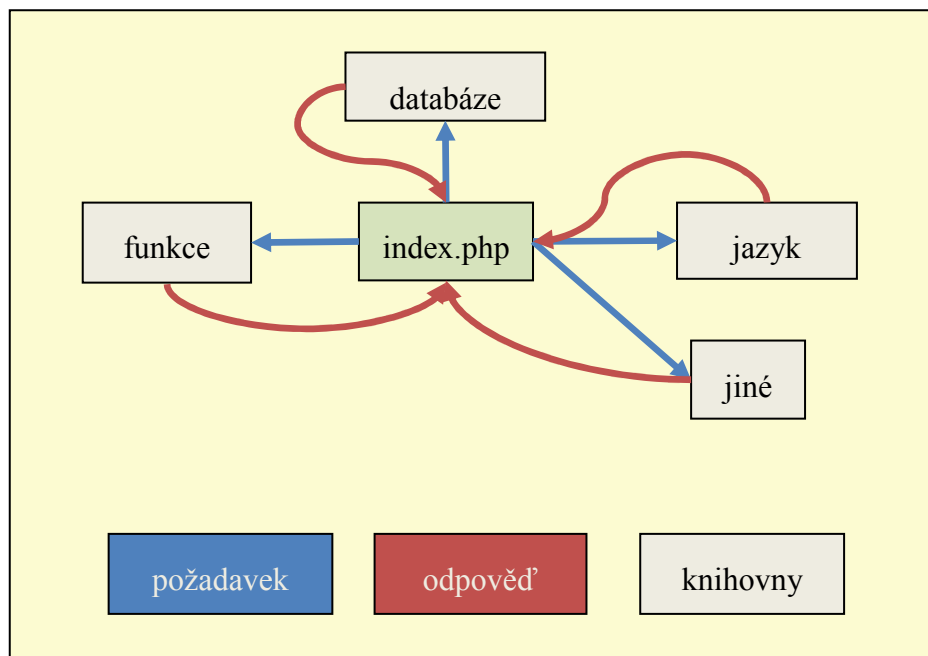 databáze
funkce
index.php
jazyk
jiné
požadavek
odpověď
knihovny